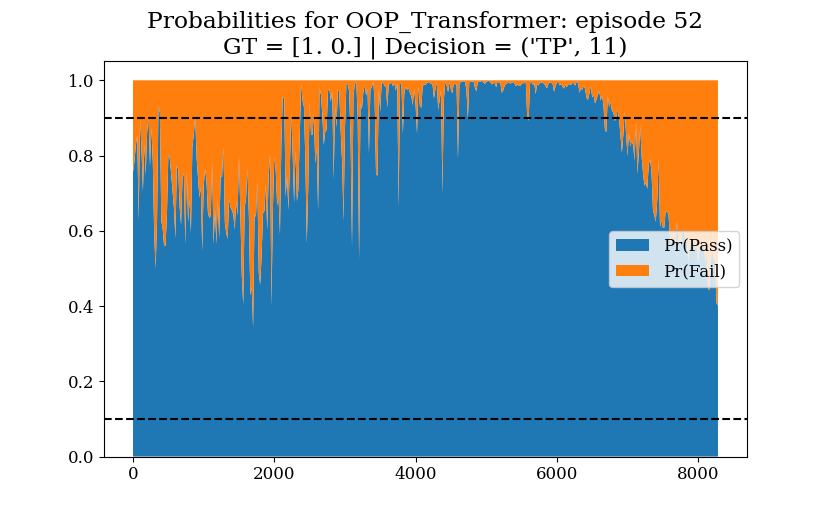 Probabilities for OOP_Transformer: episode 52
GT = [1. 0.] | Decision = ('TP', 11)
1.0
0.8
0.6
0.4
0.2
0.0
Pr(Pass)
Pr(Fail)
0
2000
4000
6000
8000